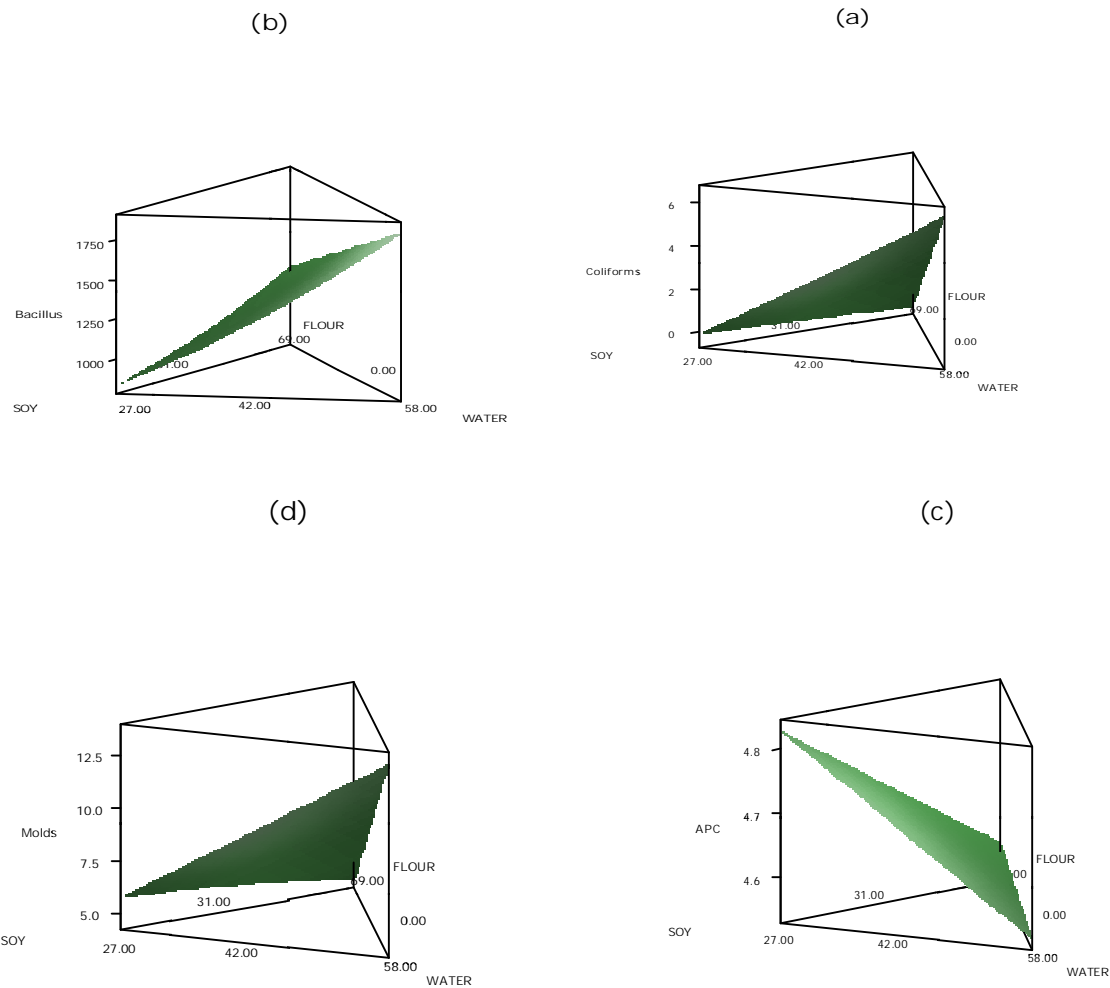 (b)
1750
1500
Bacillus
1250
1000
FLOUR
69.00
0.00
SOY
27.00
42.00
58.00
WATER
(a)
6
4
Coliforms
2
0
FLOUR
31.00
0.00
SOY
27.00
42.00
58.00
WATER
(d)
12.5
10.0
Molds
7.5
5.0
FLOUR
69.00
31.00
0.00
SOY
27.00
42.00
58.00
WATER
(c)
4.8
4.7
APC
4.6
FLOUR
31.00
0.00
SOY
27.00
42.00
58.00
WATER